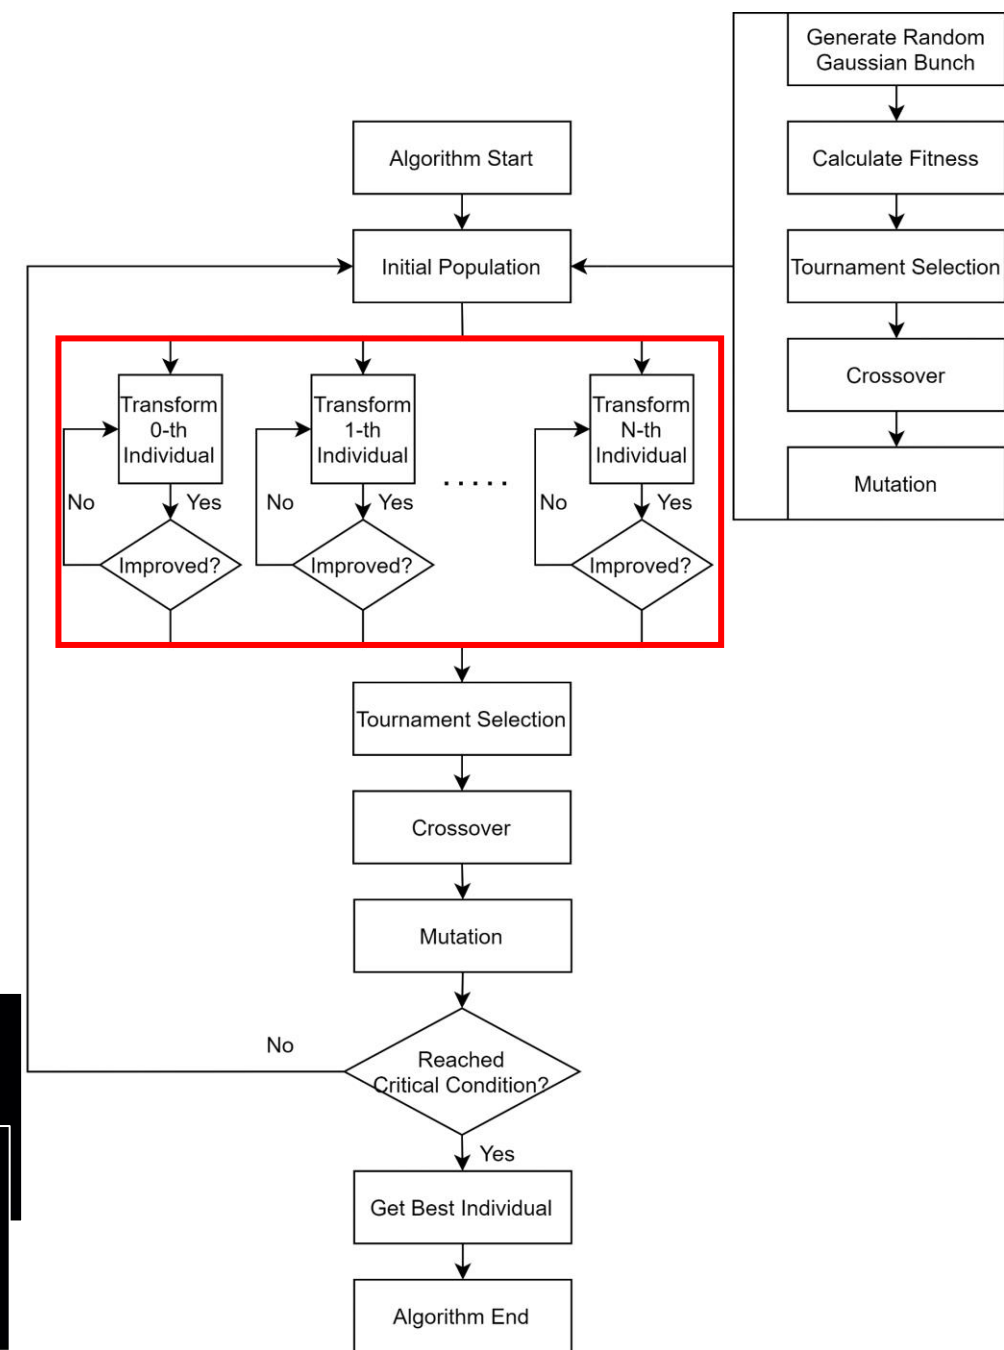 Generate Random
Gaussian Bunch
Algorithm Start
Calculate Fitness
Initial Population
Tournament Selection
Crossover
Mutation
Transform
0-th
Individual
No
Yes
Improved?
Transform
1-th
Individual
No
Yes
Improved?
.....
Transform
N-th
Individual
No
Yes
Improved?
Tournament Selection
Crossover
Mutation
No
Reached
Critical Condition?
Yes
Get Best Individual
Algorithm End